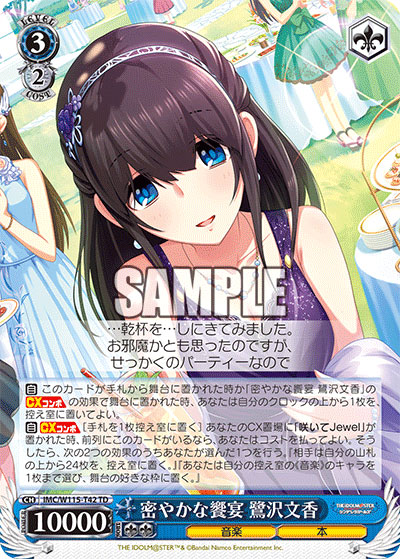 LEVEL
3
2
COST
SAMPLE
…乾杯を…しにきてみました。
お邪魔かとも思ったのですが、
せっかくのパーティーなので
自 このカードが手札から舞台に置かれた時か「密やかな饗宴 鷺沢文香」の
CXコンボ の効果で舞台に置かれた時、あなたは自分のクロックの上から1枚を、
控え室に置いてよい。
自 CXコンボ ［手札を1枚控え室に置く］ あなたのCX置場に「咲いてJewel」が
置かれた時、前列にこのカードがいるなら、あなたはコストを払ってよい。そう
したら、次の2つの効果のうちあなたが選んだ1つを行う。『相手は自分の山
札の上から24枚を、控え室に置く。』『あなたは自分の控え室の《音楽》のキャラを
1枚まで選び、舞台の好きな枠に置く。』
CH
IMC/W115-T42 TD
10000
密やかな饗宴 鷺沢文香
音楽
本
THE IDOLM@STER
シンデレラガールズ
THE IDOLM@STER™ & ©Bandai Namco Entertainment Inc.